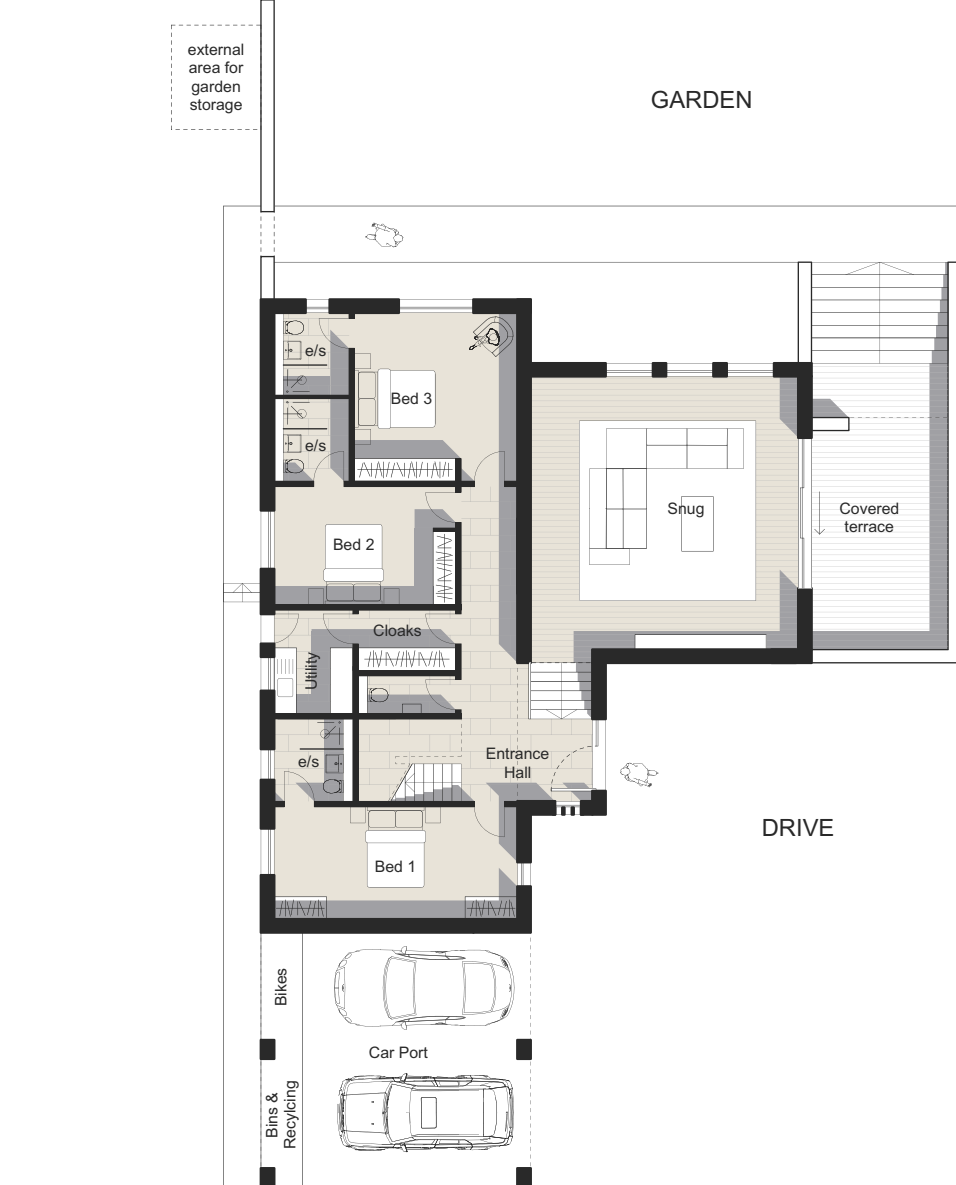 external
area for
garden
storage
GARDEN
e/s
Bed 3
e/s
Snug
Covered
terrace
Bed 2
Cloaks
Utility
Entrance
Hall
e/s
DRIVE
Bed 1
Bikes
Car Port
Bins &
Recylcing